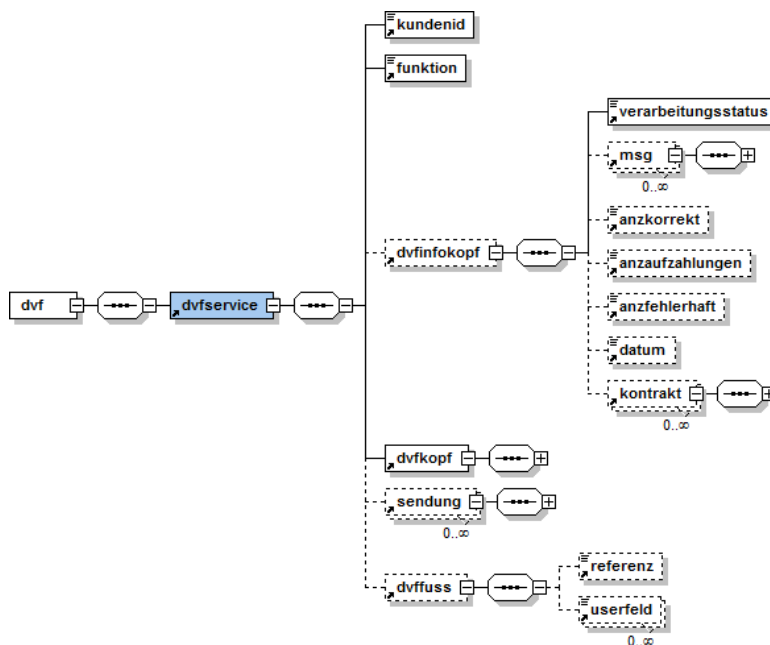 kundenid
funktion
verarbeitungsstatus
msg
0..∞
anzkorrekt
dvfinfokopf
anzaufzahlungen
dvf
dvfservice
anzfehlerhaft
datum
kontrakt
0..∞
dvfkopf
sendung
0..∞
referenz
dvffuss
userfeld
0..∞